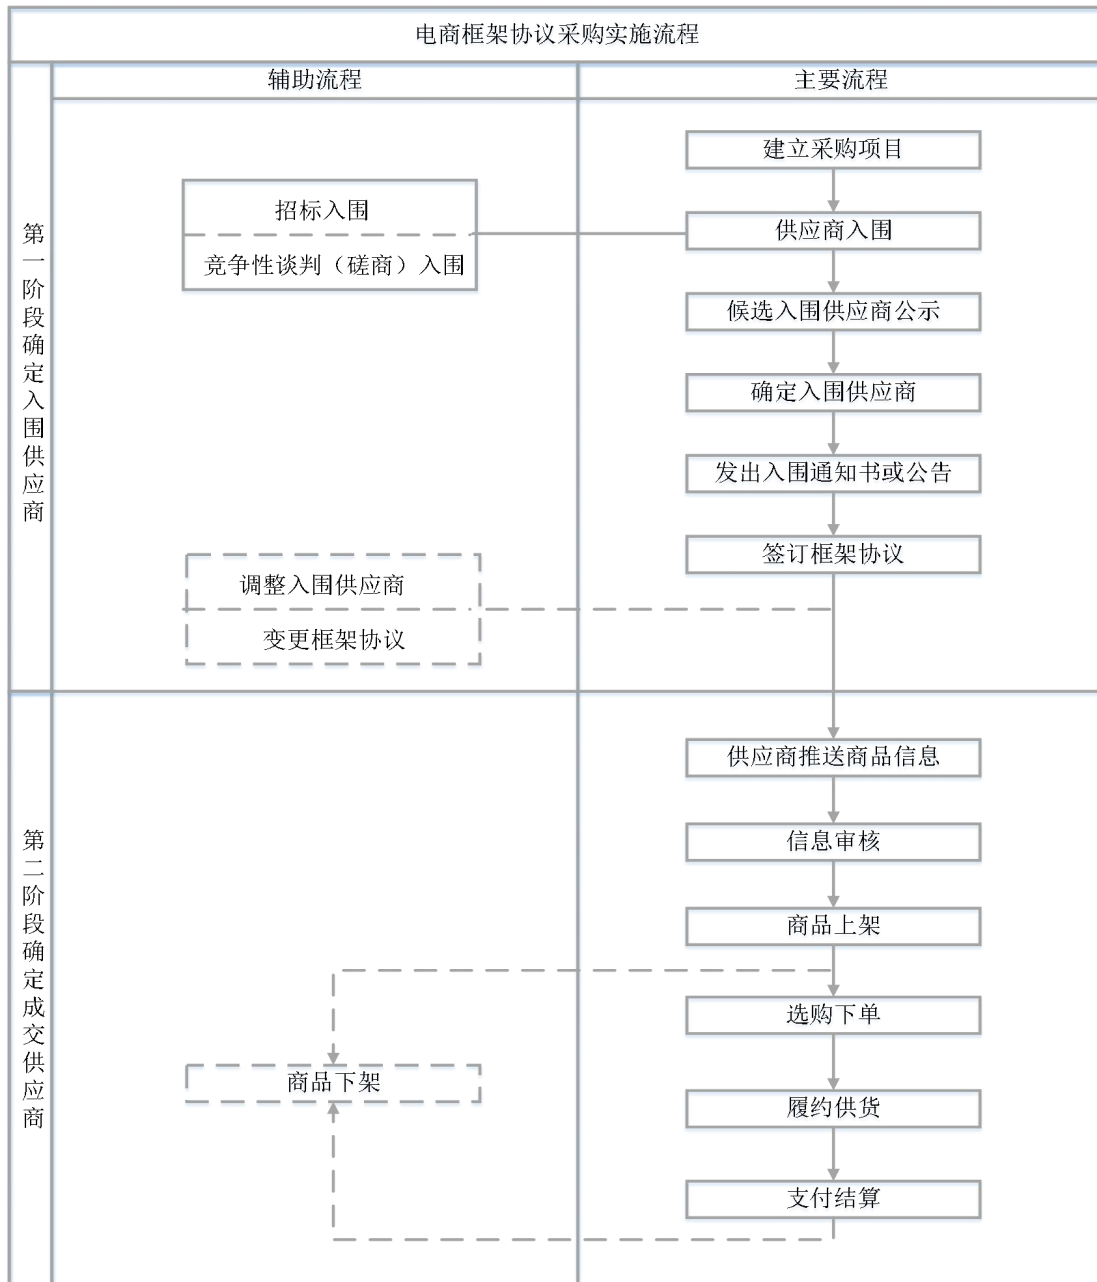 电商框架协议采购实施流程
辅助流程
主要流程
第一阶段确定入围供应商
建立采购项目
招标入围
供应商入围
竞争性谈判（磋商）入围
候选入围供应商公示
确定入围供应商
发出入围通知书或公告
签订框架协议
调整入围供应商
变更框架协议
第二阶段确定成交供应商
供应商推送商品信息
信息审核
商品上架
选购下单
商品下架
履约供货
支付结算